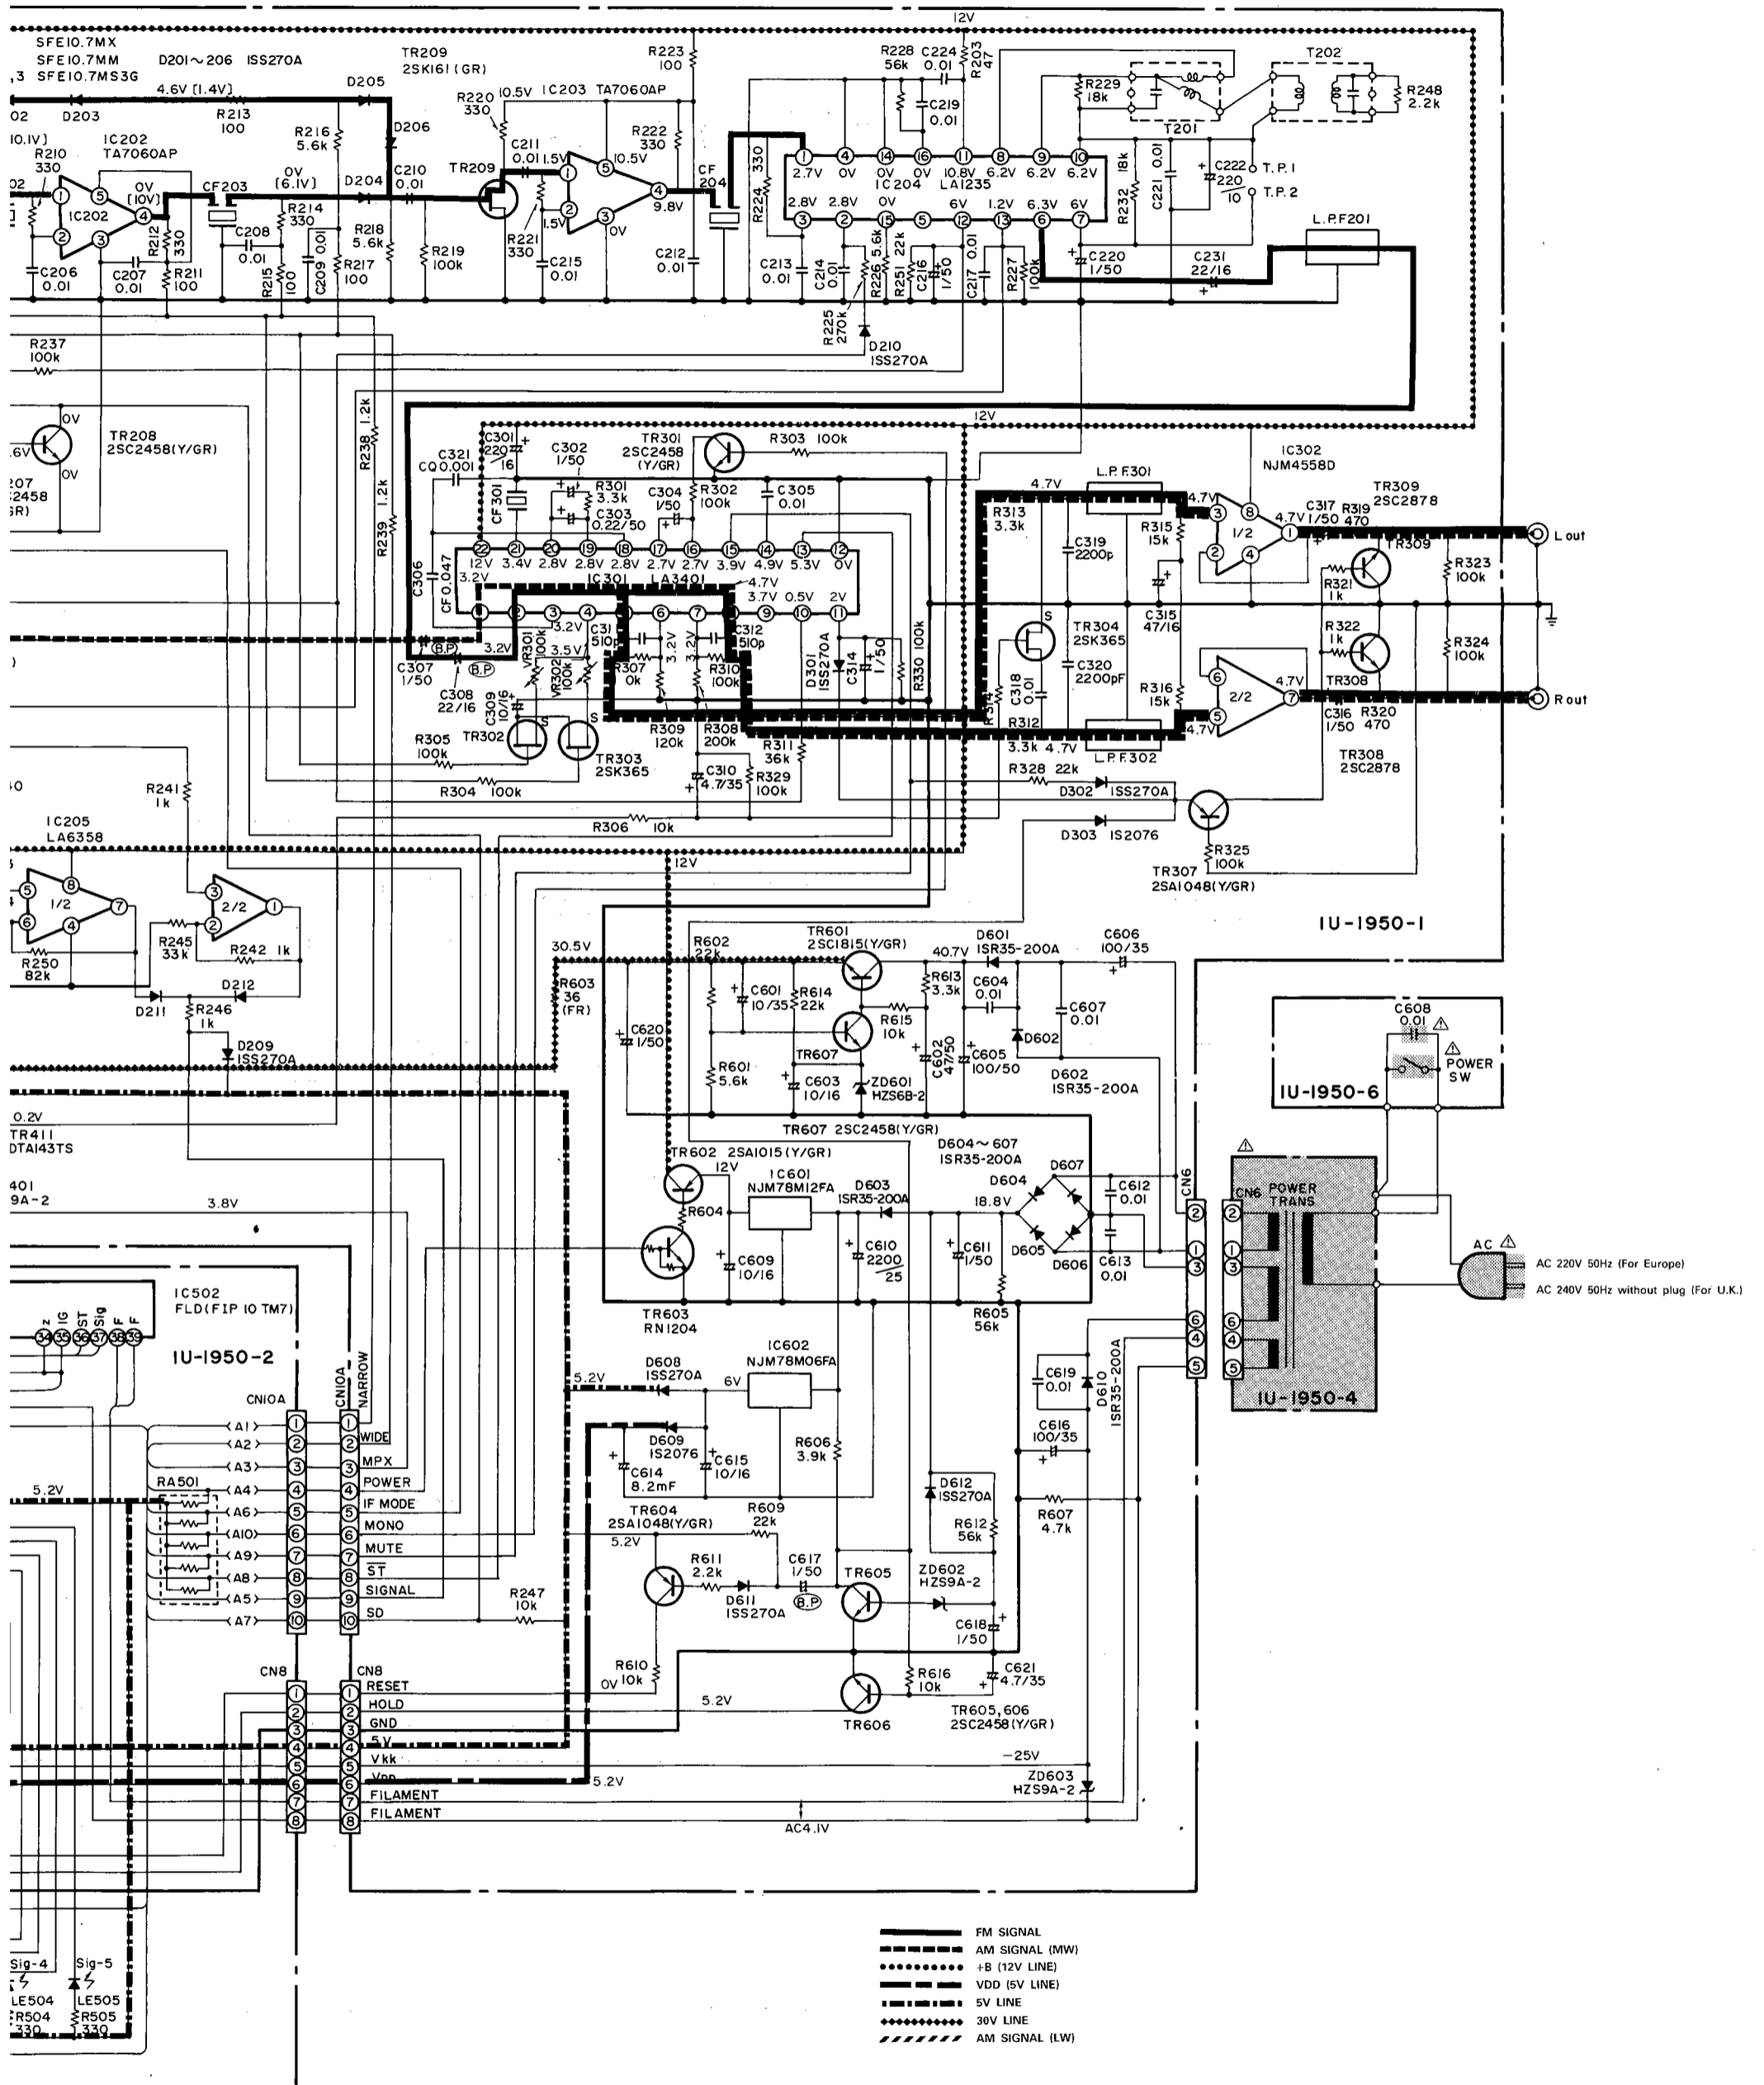 12V
SFE10.7MX
SFE10.7MM
,3 SFE10.7MS3G
D201～206 ISS270A
TR209
2SK161(GR)
R223
100
R228
56k
C224
0.01
R203
47
T202
4.6V [1.4V]
D203
R213
100
D205
R220
330
10.5V
IC203 TA7060AP
C219
0.01
R229
18k
T201
R248
2.2k
10.1V]
R210
330
IC202
TA7060AP
R216
5.6k
D206
C211
0.01
1.5V
10.5V
R222
330
CF
204
R224 330
2.7V 0V 0V 0V 10.8V 6.2V 6.2V 6.2V
IC204 LA1235
R232 18k
C221 0.01
C222
220
10
T.P.1
T.P.2
0V
[10V]
CF203
0V
[6.1V]
D204
C210
0.01
TR209
9.8V
2.8V 2.8V 0V 6V 1.2V 6.3V 6V
L.P.F201
IC202
R212
330
R214
330
R218
5.6k
R219
100k
R221
330
1.5V
0V
C206
0.01
C207
0.01
R211
100
C208
0.01
R215
100
C209 0.01
R217
100
C215
0.01
C212
0.01
C213
0.01
C214
0.01
R226 5.6k
R251 22k
C216
1/50
C217 0.01
R227
100k
C220
1/50
C231
22/16
R225
270k
D210
ISS270A
R237
100k
R238 1.2k
R239 1.2k
12V
0V
0V
TR208
2SC2458(Y/GR)
C321
CQ0.001
C301
220
16
C302
1/50
TR301
2SC2458
(Y/GR)
R303 100k
IC302
NJM4558D
CF301
R301
3.3k
C303
0.22/50
C304
1/50
R302
100k
C305
0.01
4.7V
L.P.F.301
R313
3.3k
R315
15k
4.7V
1/2
4.7V
C317
1/50
R319
470
TR309
2SC2878
TR309
L out
C306
CF0.047
12V 3.4V 2.8V 2.8V 2.8V 2.7V 2.7V 3.9V 4.9V 5.3V 0V
3.2V
IC301 LA3401
4.7V
3.7V 0.5V 2V
C319
2200p
C315
47/16
R321
1k
R323
100k
C307
1/50
B.P
C308
22/16
B.P
3.2V
3.2V
VR301
100k
3.5V
VR302
100k
C309
10/16
510p
R307
3.2V
3.2V
C312
510p
R310
100k
D301
ISS270A
C314
1/50
R330 100k
S
TR304
2SK365
C318
0.01
C320
2200pF
R314
R316
15k
R322
1k
TR308
R324
100k
4.7V
2/2
4.7V
C316
1/50
R320
470
R out
R312
3.3k 4.7V
L.P.F.302
TR308
2SC2878
S
TR302
TR303
2SK365
R305
100k
R304 100k
R309
120k
R308
200k
R311
36k
C310
4.7/35
R329
100k
R306 10k
R328 22k
D302 ISS270A
D303 IS2076
R325
100k
TR307
2SA1048(Y/GR)
R241
1k
IC205
LA6358
1/2
2/2
R250
82k
R245
33k
R242 1k
D211
D212
R246
1k
D209
ISS270A
12V
IU-1950-1
30.5V
R603
36
(FR)
R602
22k
TR601
2SC1815(Y/GR)
40.7V
D601
ISR35-200A
C606
100/35
C620
1/50
C601
10/35
R614
22k
R615
10k
R613
3.3k
C604
0.01
C607
0.01
D602
TR607
R601
5.6k
C603
10/16
ZD601
HZS6B-2
C602
47/50
C605
100/50
D602
ISR35-200A
TR607 2SC2458(Y/GR)
C608
0.01
POWER
SW
IU-1950-6
0.2V
TR411
DTA143TS
3.8V
TR602 2SA1015(Y/GR)
12V
IC601
NJM78M12FA
R604
D603
ISR35-200A
18.8V
D604～607
ISR35-200A
D604
D607
D605
D606
C612
0.01
C613
0.01
C609
10/16
C610
2200
25
C611
1/50
R605
56k
TR603
RN1204
CN6
CN6
POWER
TRANS
AC
AC 220V 50Hz (For Europe)
AC 240V 50Hz without plug (For U.K.)
IU-1950-4
IC502
FLD(FIP 10 TM7)
z IG ST Sig F F
IU-1950-2
CN10A
CN10A
NARROW
WIDE
MPX
POWER
IF MODE
MONO
MUTE
ST
SIGNAL
SD
A1
A2
A3
A4
A6
A10
A9
A8
A5
A7
RA501
5.2V
R247
10k
5.2V
D608
ISS270A
6V
IC602
NJM78M06FA
D609
IS2076
C614
8.2mF
C615
10/16
R606
3.9k
C619
0.01
D610
ISR35-200A
C616
100/35
R607
4.7k
D612
ISS270A
R612
56k
TR604
2SA1048(Y/GR)
5.2V
R609
22k
R611
2.2k
D611
ISS270A
C617
1/50
B.P
TR605
ZD602
HZS9A-2
C618
1/50
R610
10k
0V
R616
10k
C621
4.7/35
TR606
TR605,606
2SC2458(Y/GR)
CN8
CN8
RESET
HOLD
GND
5V
Vkk
FILAMENT
FILAMENT
5.2V
5.2V
-25V
ZD603
HZS9A-2
AC4.1V
Sig-4
Sig-5
LE504
R504
330
LE505
R505
330
FM SIGNAL
AM SIGNAL (MW)
+B (12V LINE)
VDD (5V LINE)
5V LINE
30V LINE
AM SIGNAL (LW)